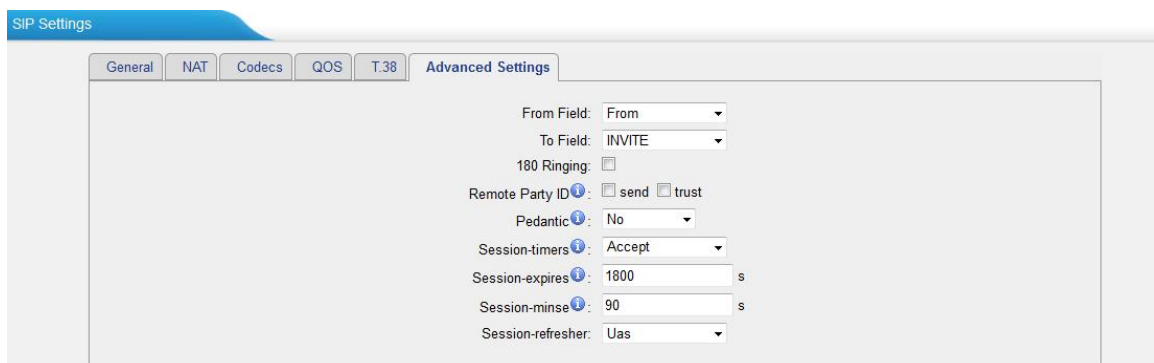 SIP Settings
General NAT Codecs QOS T.38 Advanced Settings
From Field: From
To Field: INVITE
180 Ringing:
Remote Party ID i : send trust
Pedantic i : No
Session-timers i : Accept
Session-expires i : 1800 s
Session-minse i : 90 s
Session-refresher: Uas